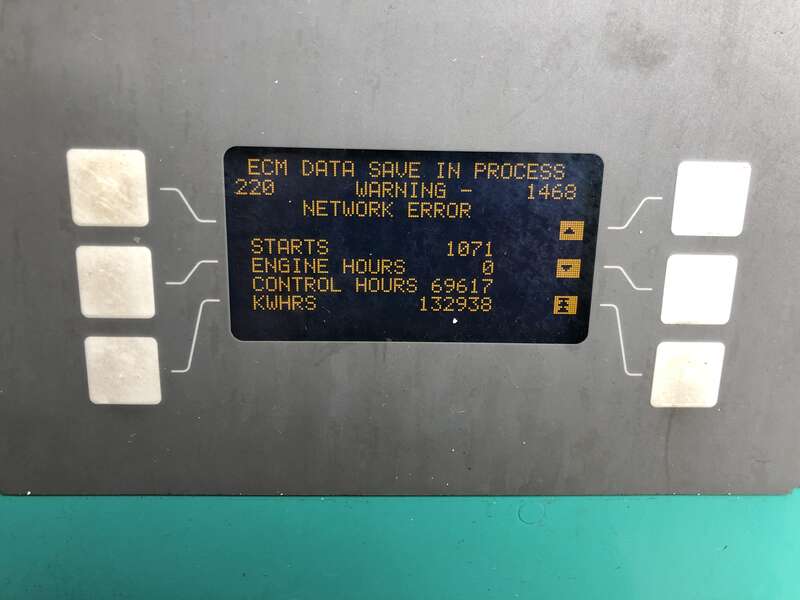 ECM DATA SAVE IN PROCESS
220 WARNING - 1468
NETWORK ERROR
STARTS 1071
ENGINE HOURS 0
CONTROL HOURS 69617
KWHRS 132938